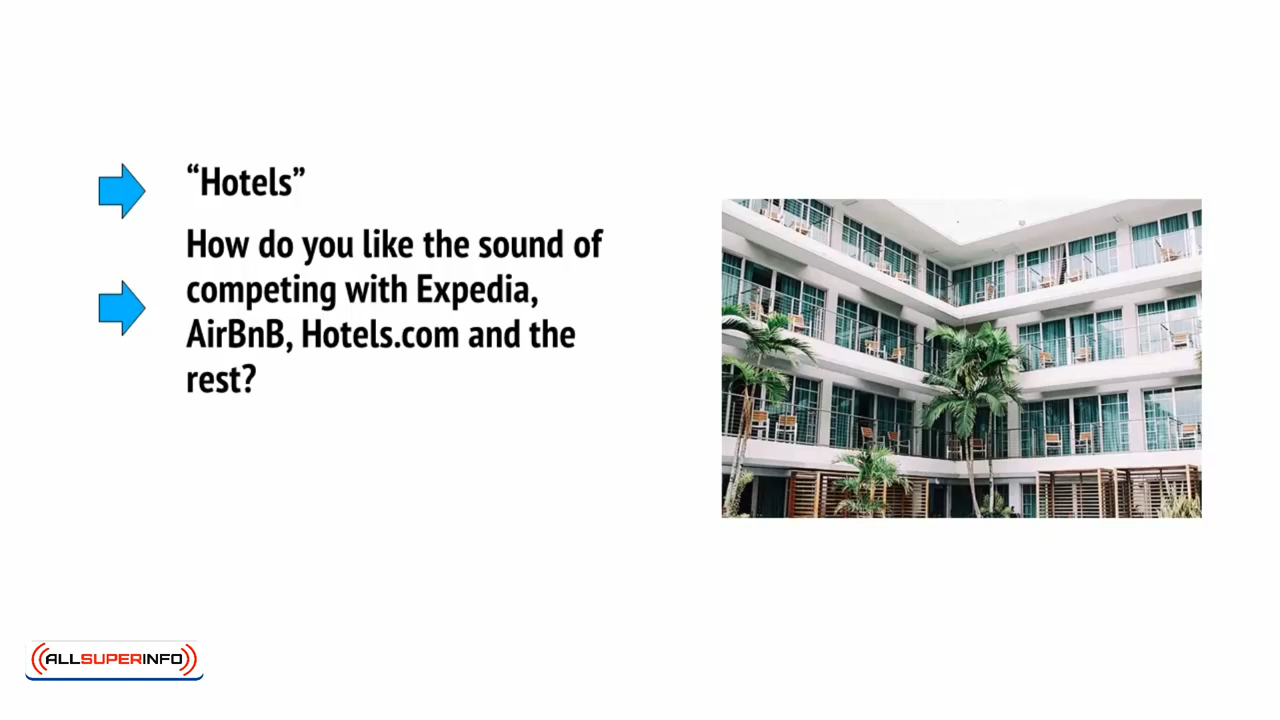 “Hotels”
How do you like the sound of
competing with Expedia,
AirBnB, Hotels.com and the
rest?
ALLSUPERINFO